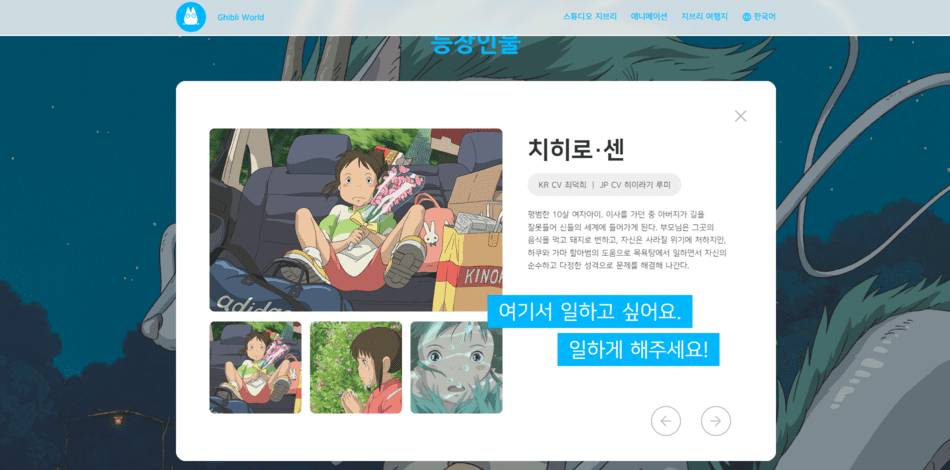 Ghibli World
스튜디오 지브리
애니메이션
지브리 여행지
한국어
등장인물
치히로·센
KR CV 최덕희 | JP CV 히이라기 루미
평범한 10살 여자아이. 이사를 가던 중 아버지가 길을
잘못들어 신들의 세계에 들어가게 된다. 부모님은 그곳의
음식을 먹고 돼지로 변하고, 자신은 사라질 위기에 처하지만,
하쿠와 가마 할아범의 도움으로 목욕탕에서 일하면서 자신의
순수하고 다정한 성격으로 문제를 해결해 나간다.
여기서 일하고 싶어요.
일하게 해주세요!
KINOK
adidas